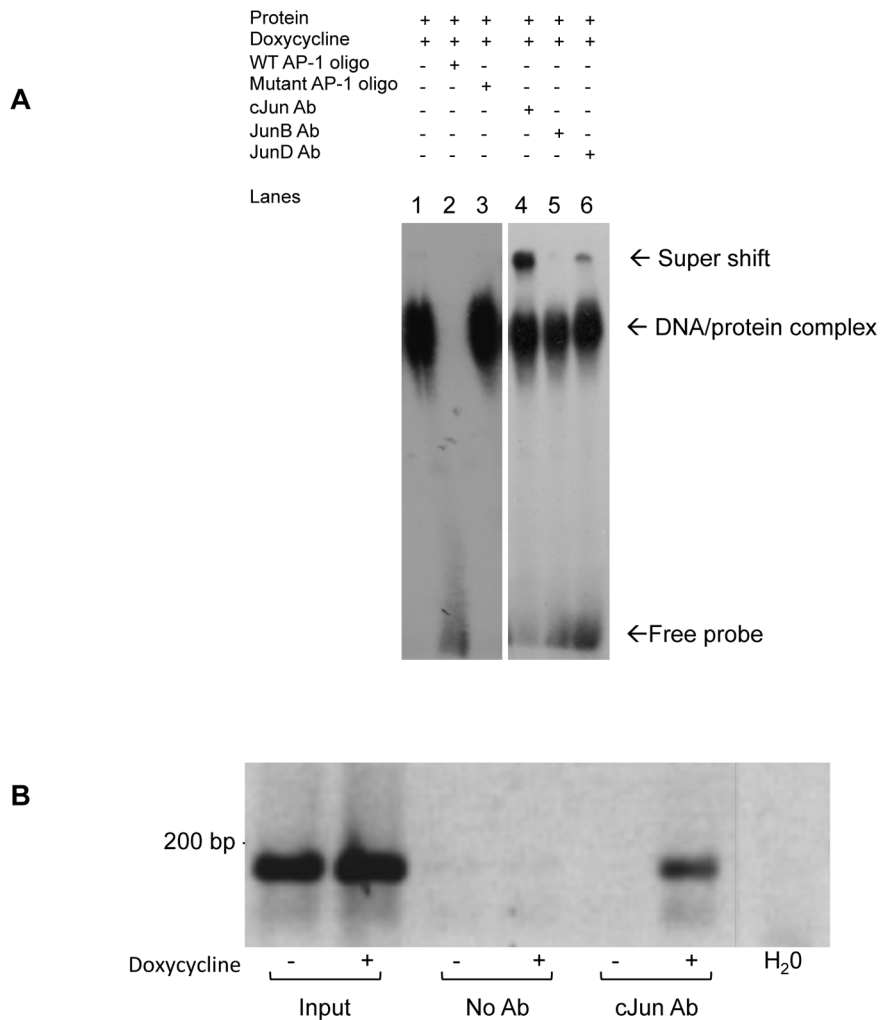 Protein + + + + + +
Doxycycline + + + + + +
WT AP-1 oligo - + - - - -
Mutant AP-1 oligo - - + - - -
cJun Ab - - - + - -
JunB Ab - - - - + -
JunD Ab - - - - - +
A
Lanes 1 2 3 4 5 6
← Super shift
← DNA/protein complex
←Free probe
B
200 bp
Doxycycline - + - + - + H₂0
Input No Ab cJun Ab